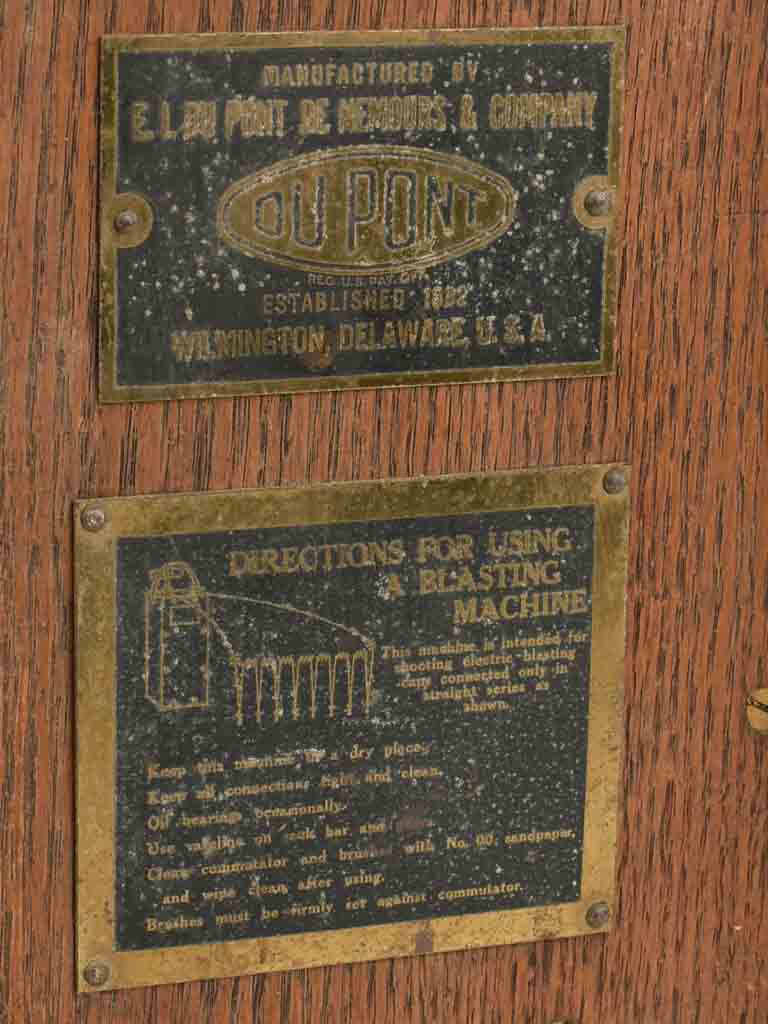 MANUFACTURED BY
E. I. DU PONT DE NEMOURS & COMPANY
DU PONT
REG. U.S. PAT. OFF.
ESTABLISHED 1802
WILMINGTON, DELAWARE, U. S. A.
DIRECTIONS FOR USING
A BLASTING
MACHINE
This machine is intended for
shooting electric blasting
caps connected only in
straight series as
shown.
Keep this machine in a dry place.
Keep all connections tight and clean.
Oil bearings occasionally.
Use vaseline on rack bar and
Clean commutator and brushes with No. 00 sandpaper,
and wipe clean after using.
Brushes must be firmly set against commutator.